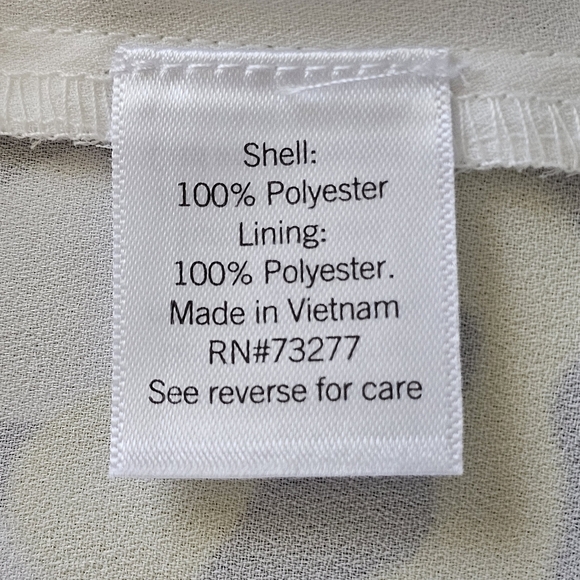 Shell:
100% Polyester
Lining:
100% Polyester.
Made in Vietnam
RN#73277
See reverse for care